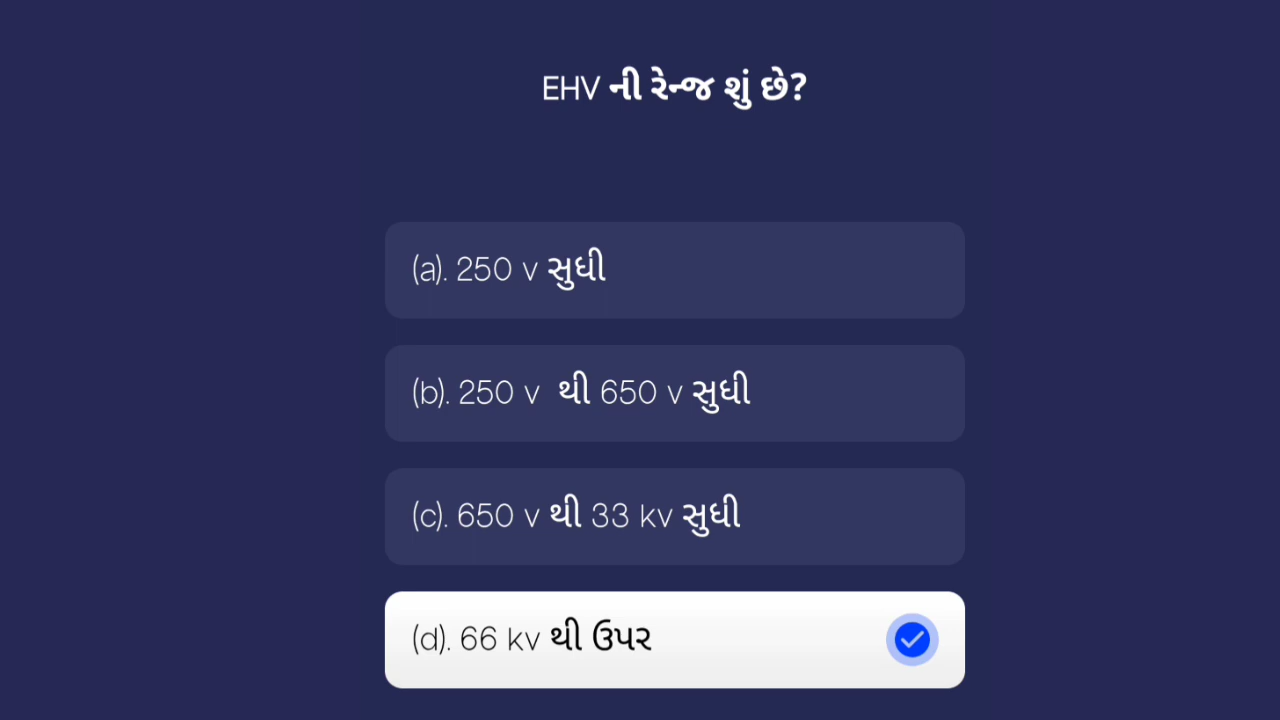 EHV ની રેન્જ શું છે?
(a). 250 v સુધી
(b). 250 v થી 650 v સુધી
(c). 650 v થી 33 kv સુધી
(d). 66 kv થી ઉપર